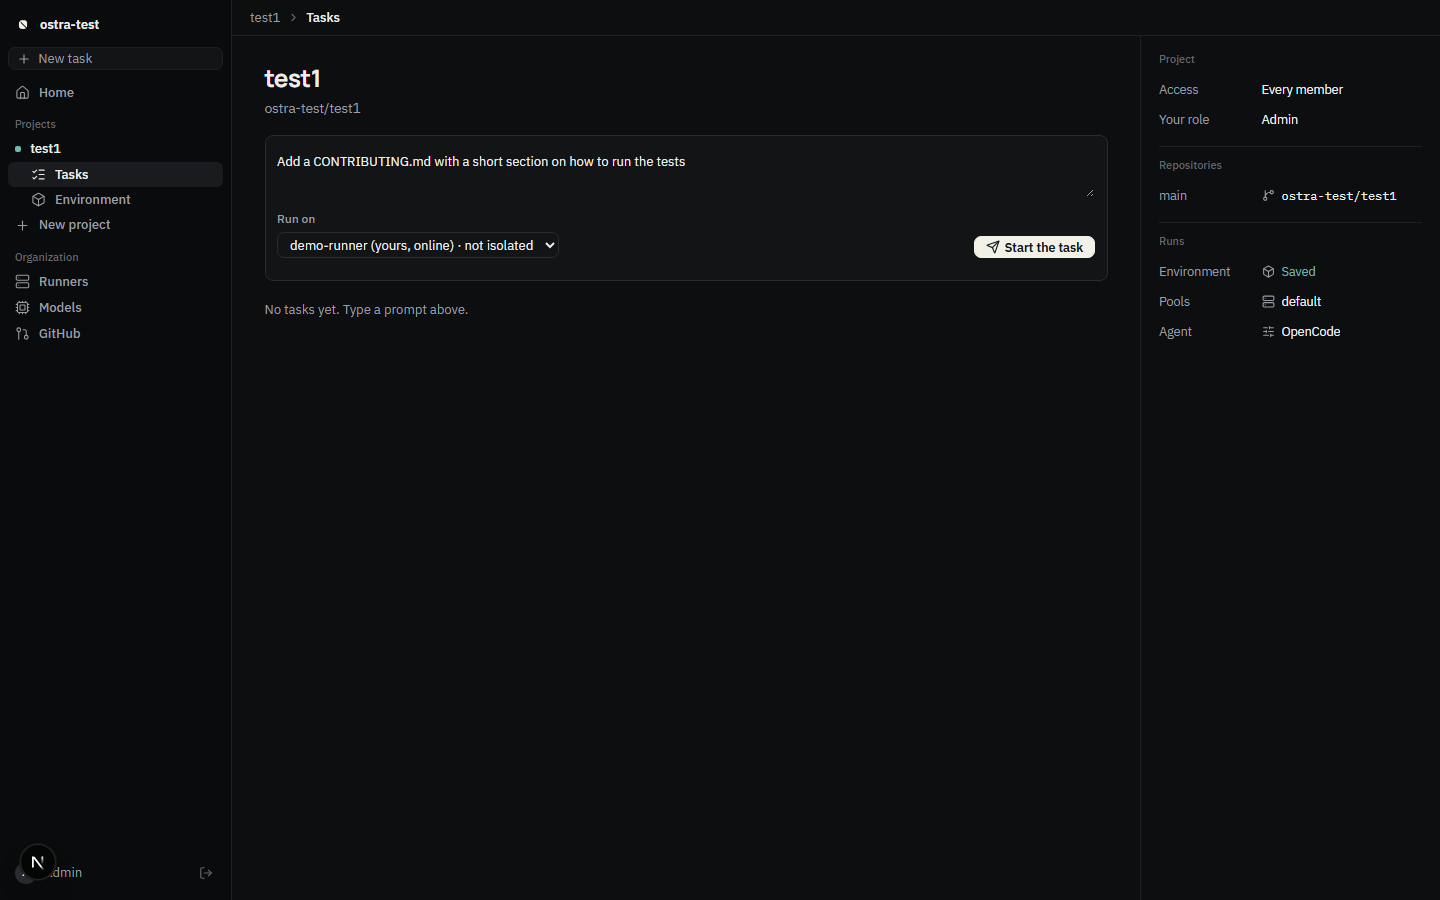 ostra-test
New task
Home
Projects
test1
Tasks
Environment
New project
Organization
Runners
Models
GitHub
test1 > Tasks
test1
ostra-test/test1
Add a CONTRIBUTING.md with a short section on how to run the tests
Run on
demo-runner (yours, online) · not isolated
Start the task
No tasks yet. Type a prompt above.
Project
Access Every member
Your role Admin
Repositories
main ostra-test/test1
Runs
Environment Saved
Pools default
Agent OpenCode
N
dmin